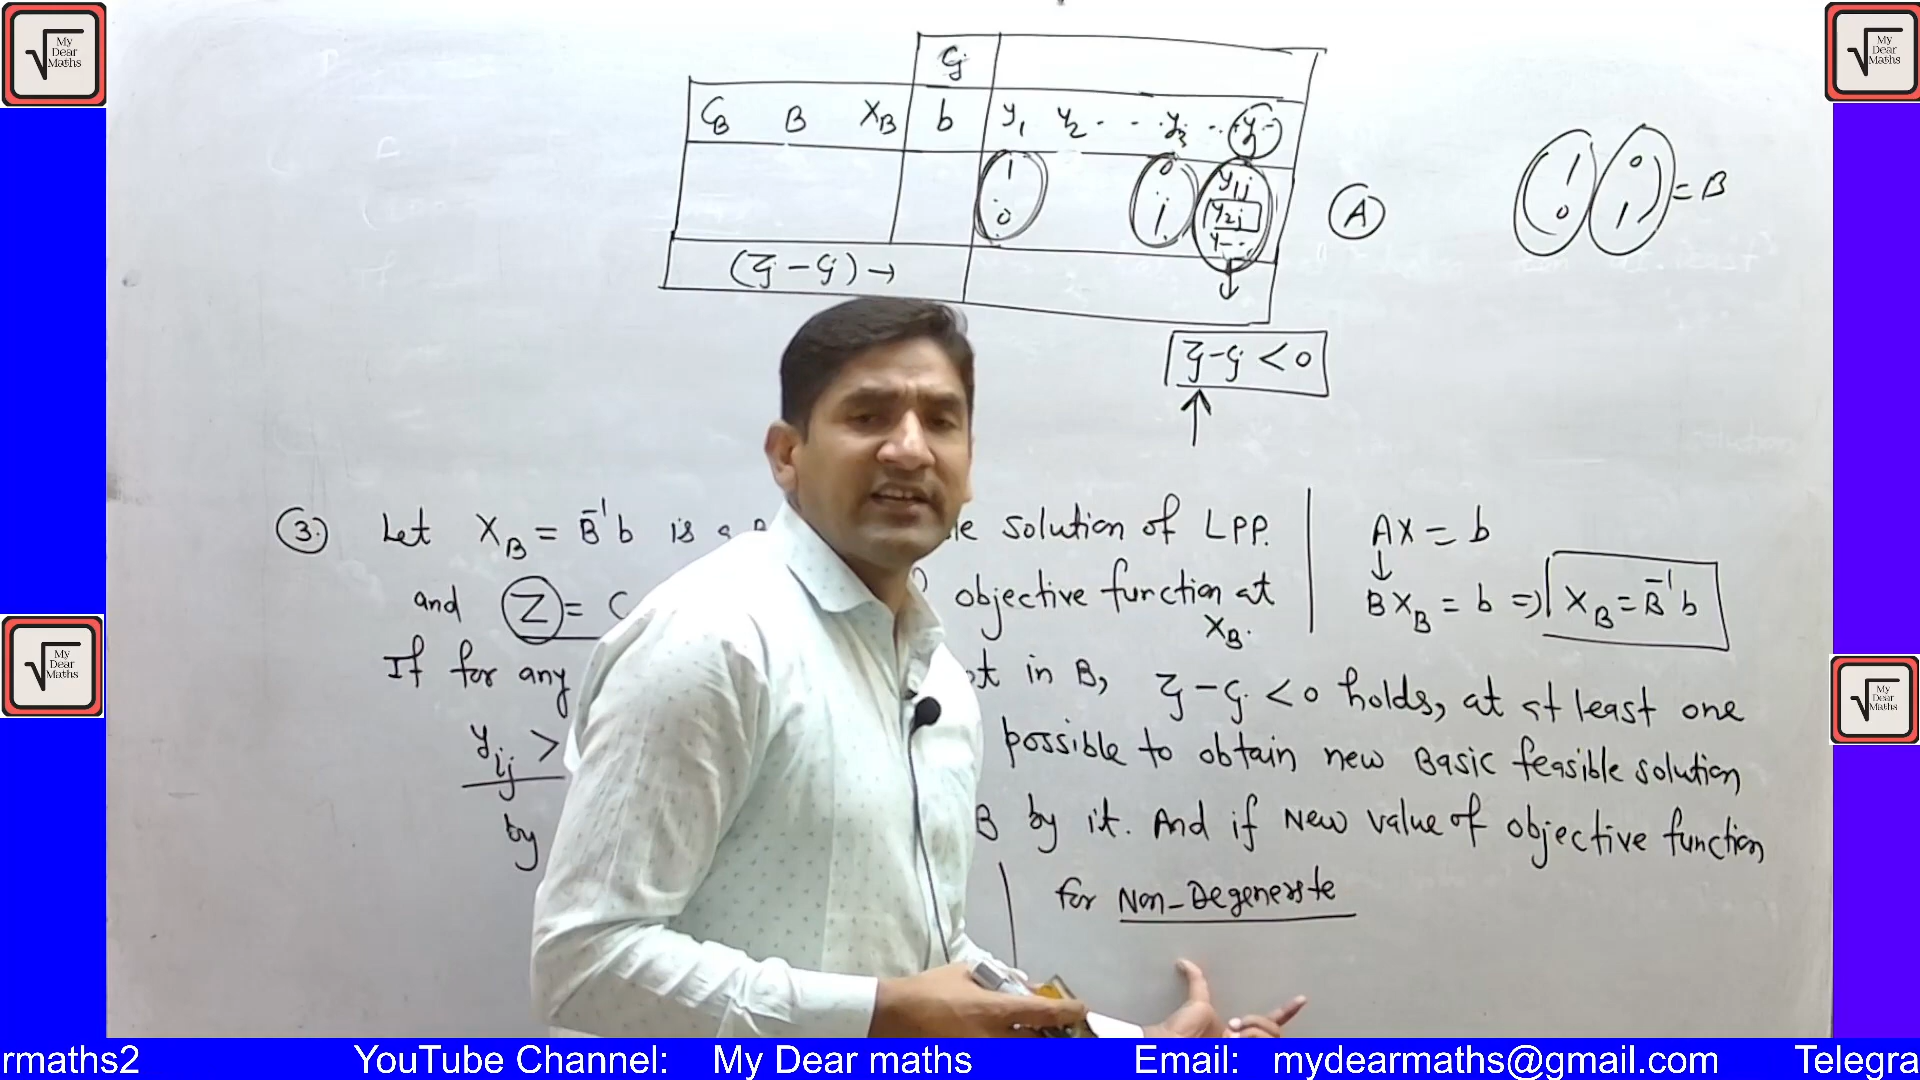 My Dear Maths
My Dear Maths
Cj
CB B XB b y1 y2 - - y3 - - yj -
1 0 y1j
0 1 y2j
(Zj - Cj) →
A
1 0
0 1 = B
Zj - Cj < 0
③ Let XB = B⁻¹b is a solution of LPP.
and Z = C objective function at
XB.
If for any in B, Zj - Cj < 0 holds, at at least one
yij > possible to obtain new Basic feasible solution,
by B by it. And if New value of objective function
for Non-Degenerate
AX = b
↓
BXB = b ⇒ XB = B⁻¹b
My Dear Maths
My Dear Maths
rmaths2 YouTube Channel: My Dear maths Email: mydearmaths@gmail.com Telegra